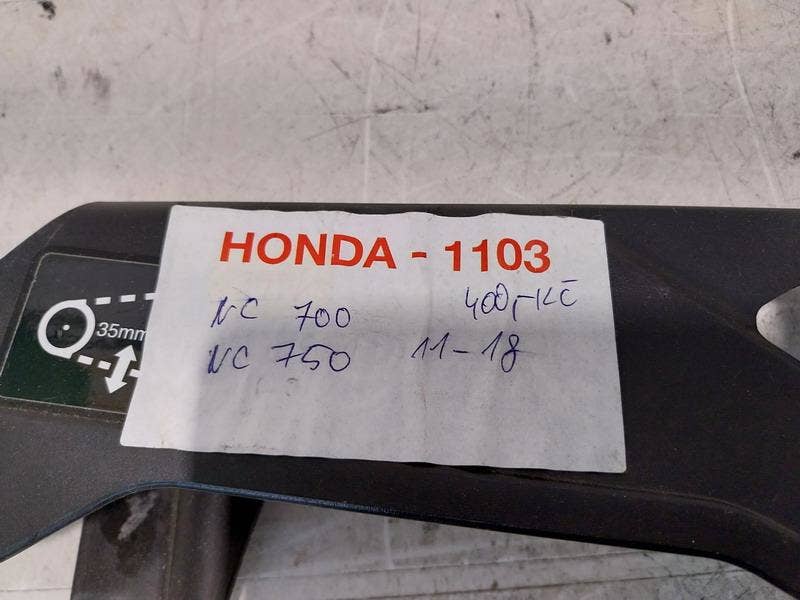 HONDA - 1103
NC 700 400,-Kč
NC 750 11-18
35mm